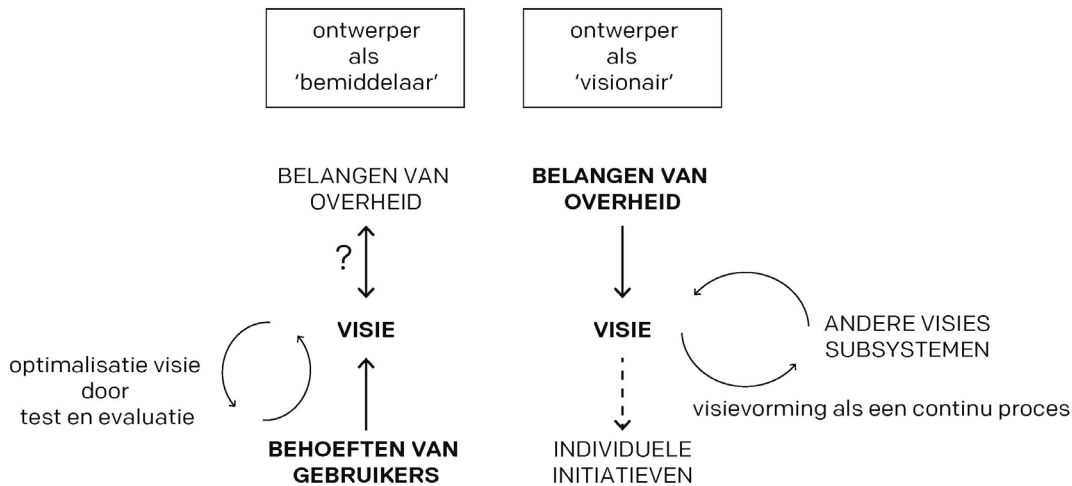 ontwerper
als
‘bemiddelaar’
ontwerper
als
‘visionair’
BELANGEN VAN
OVERHEID
BELANGEN VAN
OVERHEID
?
VISIE
VISIE
optimalisatie visie
door
test en evaluatie
ANDERE VISIES
SUBSYSTEMEN
visievorming als een continu proces
BEHOEFTEN VAN
GEBRUIKERS
INDIVIDUELE
INITIATIEVEN